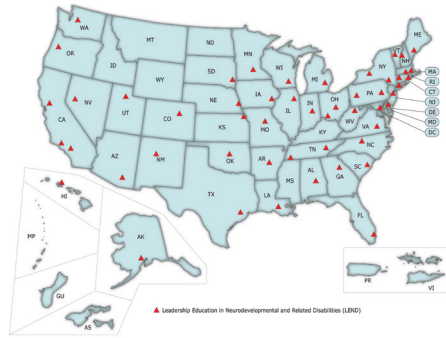 WA
MT
ND
MN
ME
VT
NH
OR
ID
WY
SD
WI
MI
NY
MA
RI
CT
NJ
DE
MD
DC
NV
UT
CO
NE
IA
IL
IN
OH
PA
WV
VA
CA
KS
MO
KY
NC
AZ
NM
OK
AR
TN
SC
TX
LA
MS
AL
GA
FL
HI
MP
AK
GU
AS
PR
VI
Leadership Education in Neurodevelopmental and Related Disabilities (LEND)